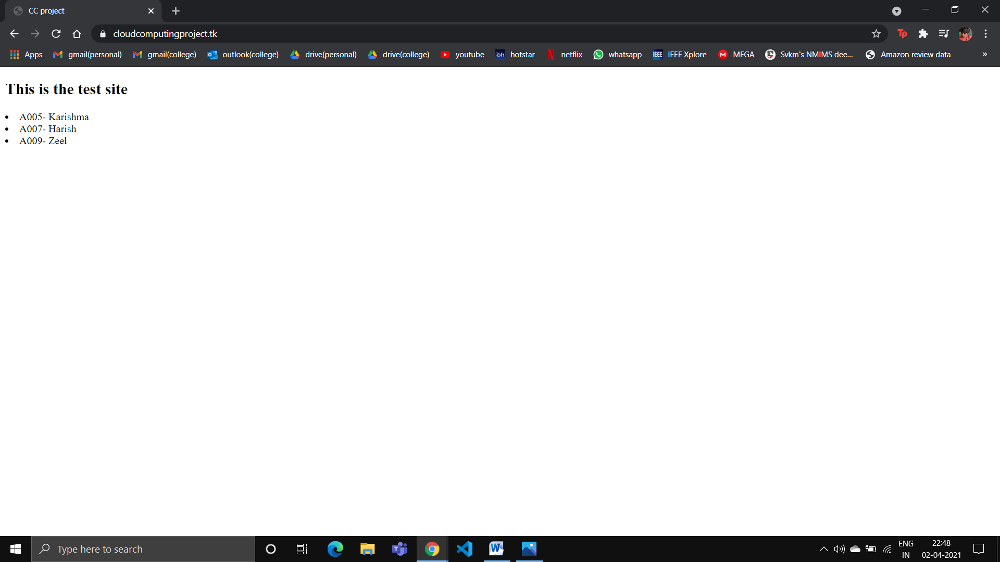 CC project
cloudcomputingproject.tk
Tp
Apps gmail(personal) gmail(college) outlook(college) drive(personal) drive(college) youtube hotstar netflix whatsapp IEEE IEEE Xplore M MEGA Svkm's NMIMS dee... Amazon review data »
This is the test site
• A005- Karishma
• A007- Harish
• A009- Zeel
Type here to search
ENG
IN
22:48
02-04-2021